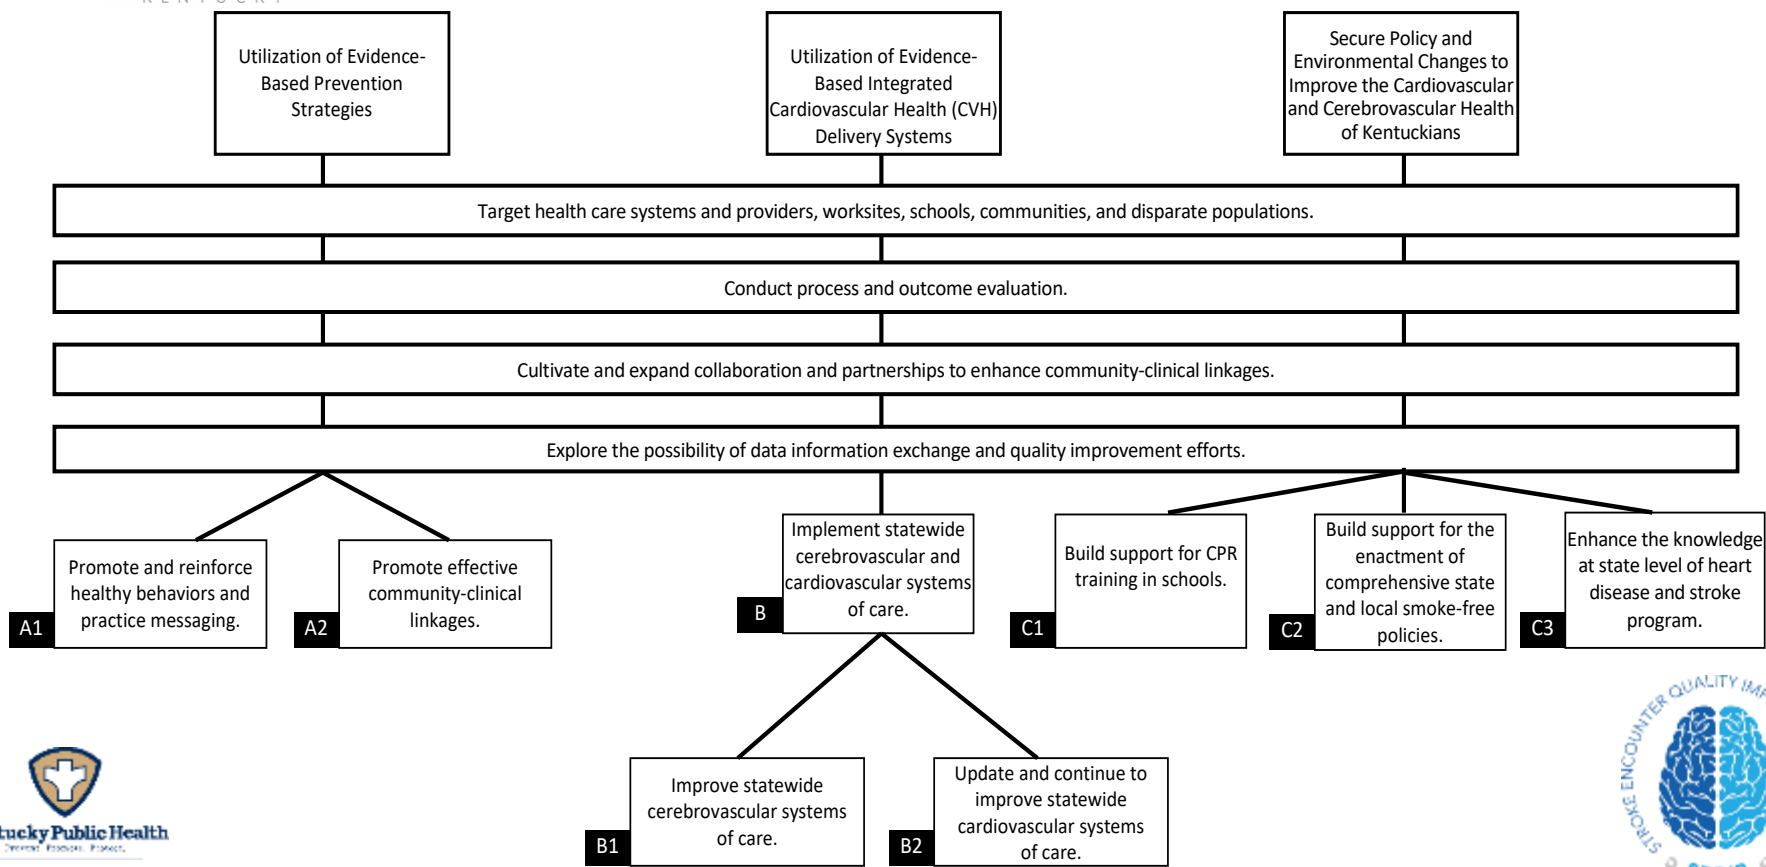 KENTUCKY
Utilization of Evidence-
Based Prevention
Strategies
Utilization of Evidence-
Based Integrated
Cardiovascular Health (CVH)
Delivery Systems
Secure Policy and
Environmental Changes to
Improve the Cardiovascular
and Cerebrovascular Health
of Kentuckians
Target health care systems and providers, worksites, schools, communities, and disparate populations.
Conduct process and outcome evaluation.
Cultivate and expand collaboration and partnerships to enhance community-clinical linkages.
Explore the possibility of data information exchange and quality improvement efforts.
A1
Promote and reinforce
healthy behaviors and
practice messaging.
A2
Promote effective
community-clinical
linkages.
B
Implement statewide
cerebrovascular and
cardiovascular systems
of care.
C1
Build support for CPR
training in schools.
C2
Build support for the
enactment of
comprehensive state
and local smoke-free
policies.
C3
Enhance the knowledge
at state level of heart
disease and stroke
program.
B1
Improve statewide
cerebrovascular systems
of care.
B2
Update and continue to
improve statewide
cardiovascular systems
of care.
tucky Public Health
Prevent. Promote. Protect.
STROKE ENCOUNTER QUALITY IMP